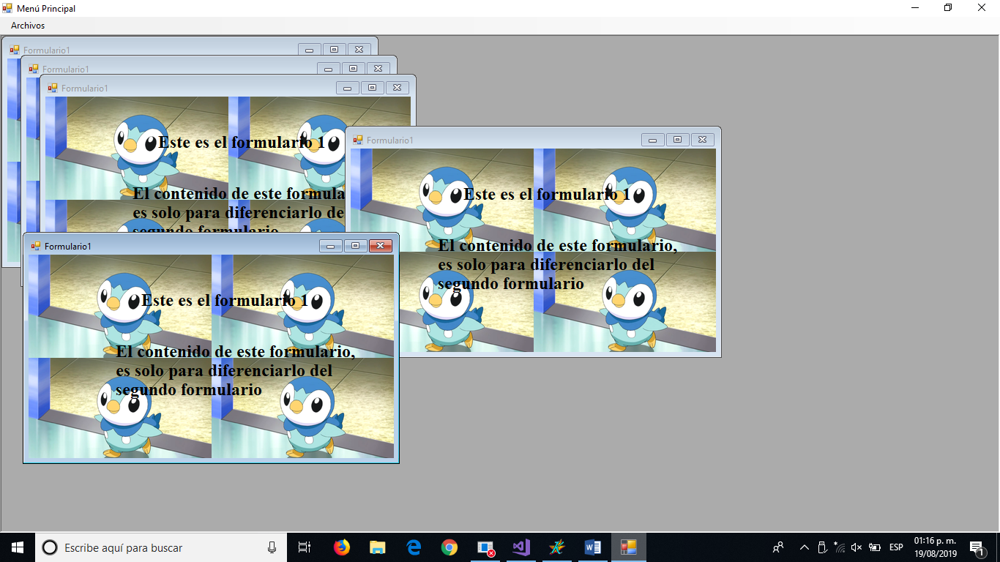 Menú Principal
Archivos
Formulario1
Formulario1
Formulario1
Este es el formulario 1
El contenido de este formula
es solo para diferenciarlo de
segundo formulario
Formulario1
Este es el formulario 1
El contenido de este formulario,
es solo para diferenciarlo del
segundo formulario
Formulario1
Este es el formulario 1
El contenido de este formulario,
es solo para diferenciarlo del
segundo formulario
Escribe aquí para buscar
ESP
01:16 p. m.
19/08/2019
1